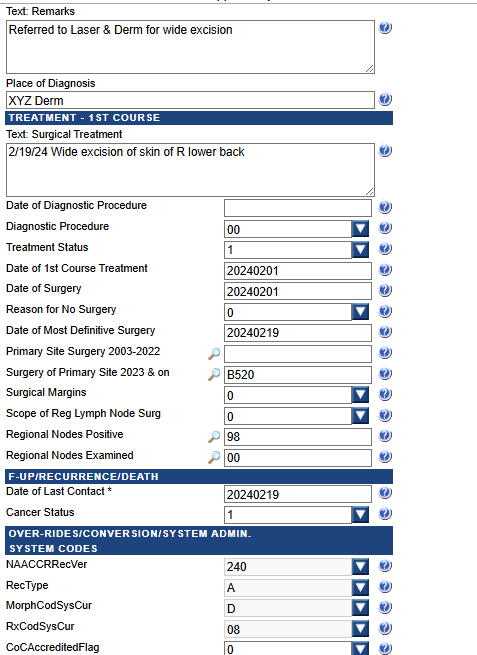 Text: Remarks
Referred to Laser & Derm for wide excision
Place of Diagnosis
XYZ Derm
TREATMENT - 1ST COURSE
Text: Surgical Treatment
2/19/24 Wide excision of skin of R lower back
Date of Diagnostic Procedure
Diagnostic Procedure 00
Treatment Status 1
Date of 1st Course Treatment 20240201
Date of Surgery 20240201
Reason for No Surgery 0
Date of Most Definitive Surgery 20240219
Primary Site Surgery 2003-2022
Surgery of Primary Site 2023 & on B520
Surgical Margins 0
Scope of Reg Lymph Node Surg 0
Regional Nodes Positive 98
Regional Nodes Examined 00
F-UP/RECURRENCE/DEATH
Date of Last Contact * 20240219
Cancer Status 1
OVER-RIDES/CONVERSION/SYSTEM ADMIN.
SYSTEM CODES
NAACCRRecVer 240
RecType A
MorphCodSysCur D
RxCodSysCur 08
CoCAccreditedFlag 0